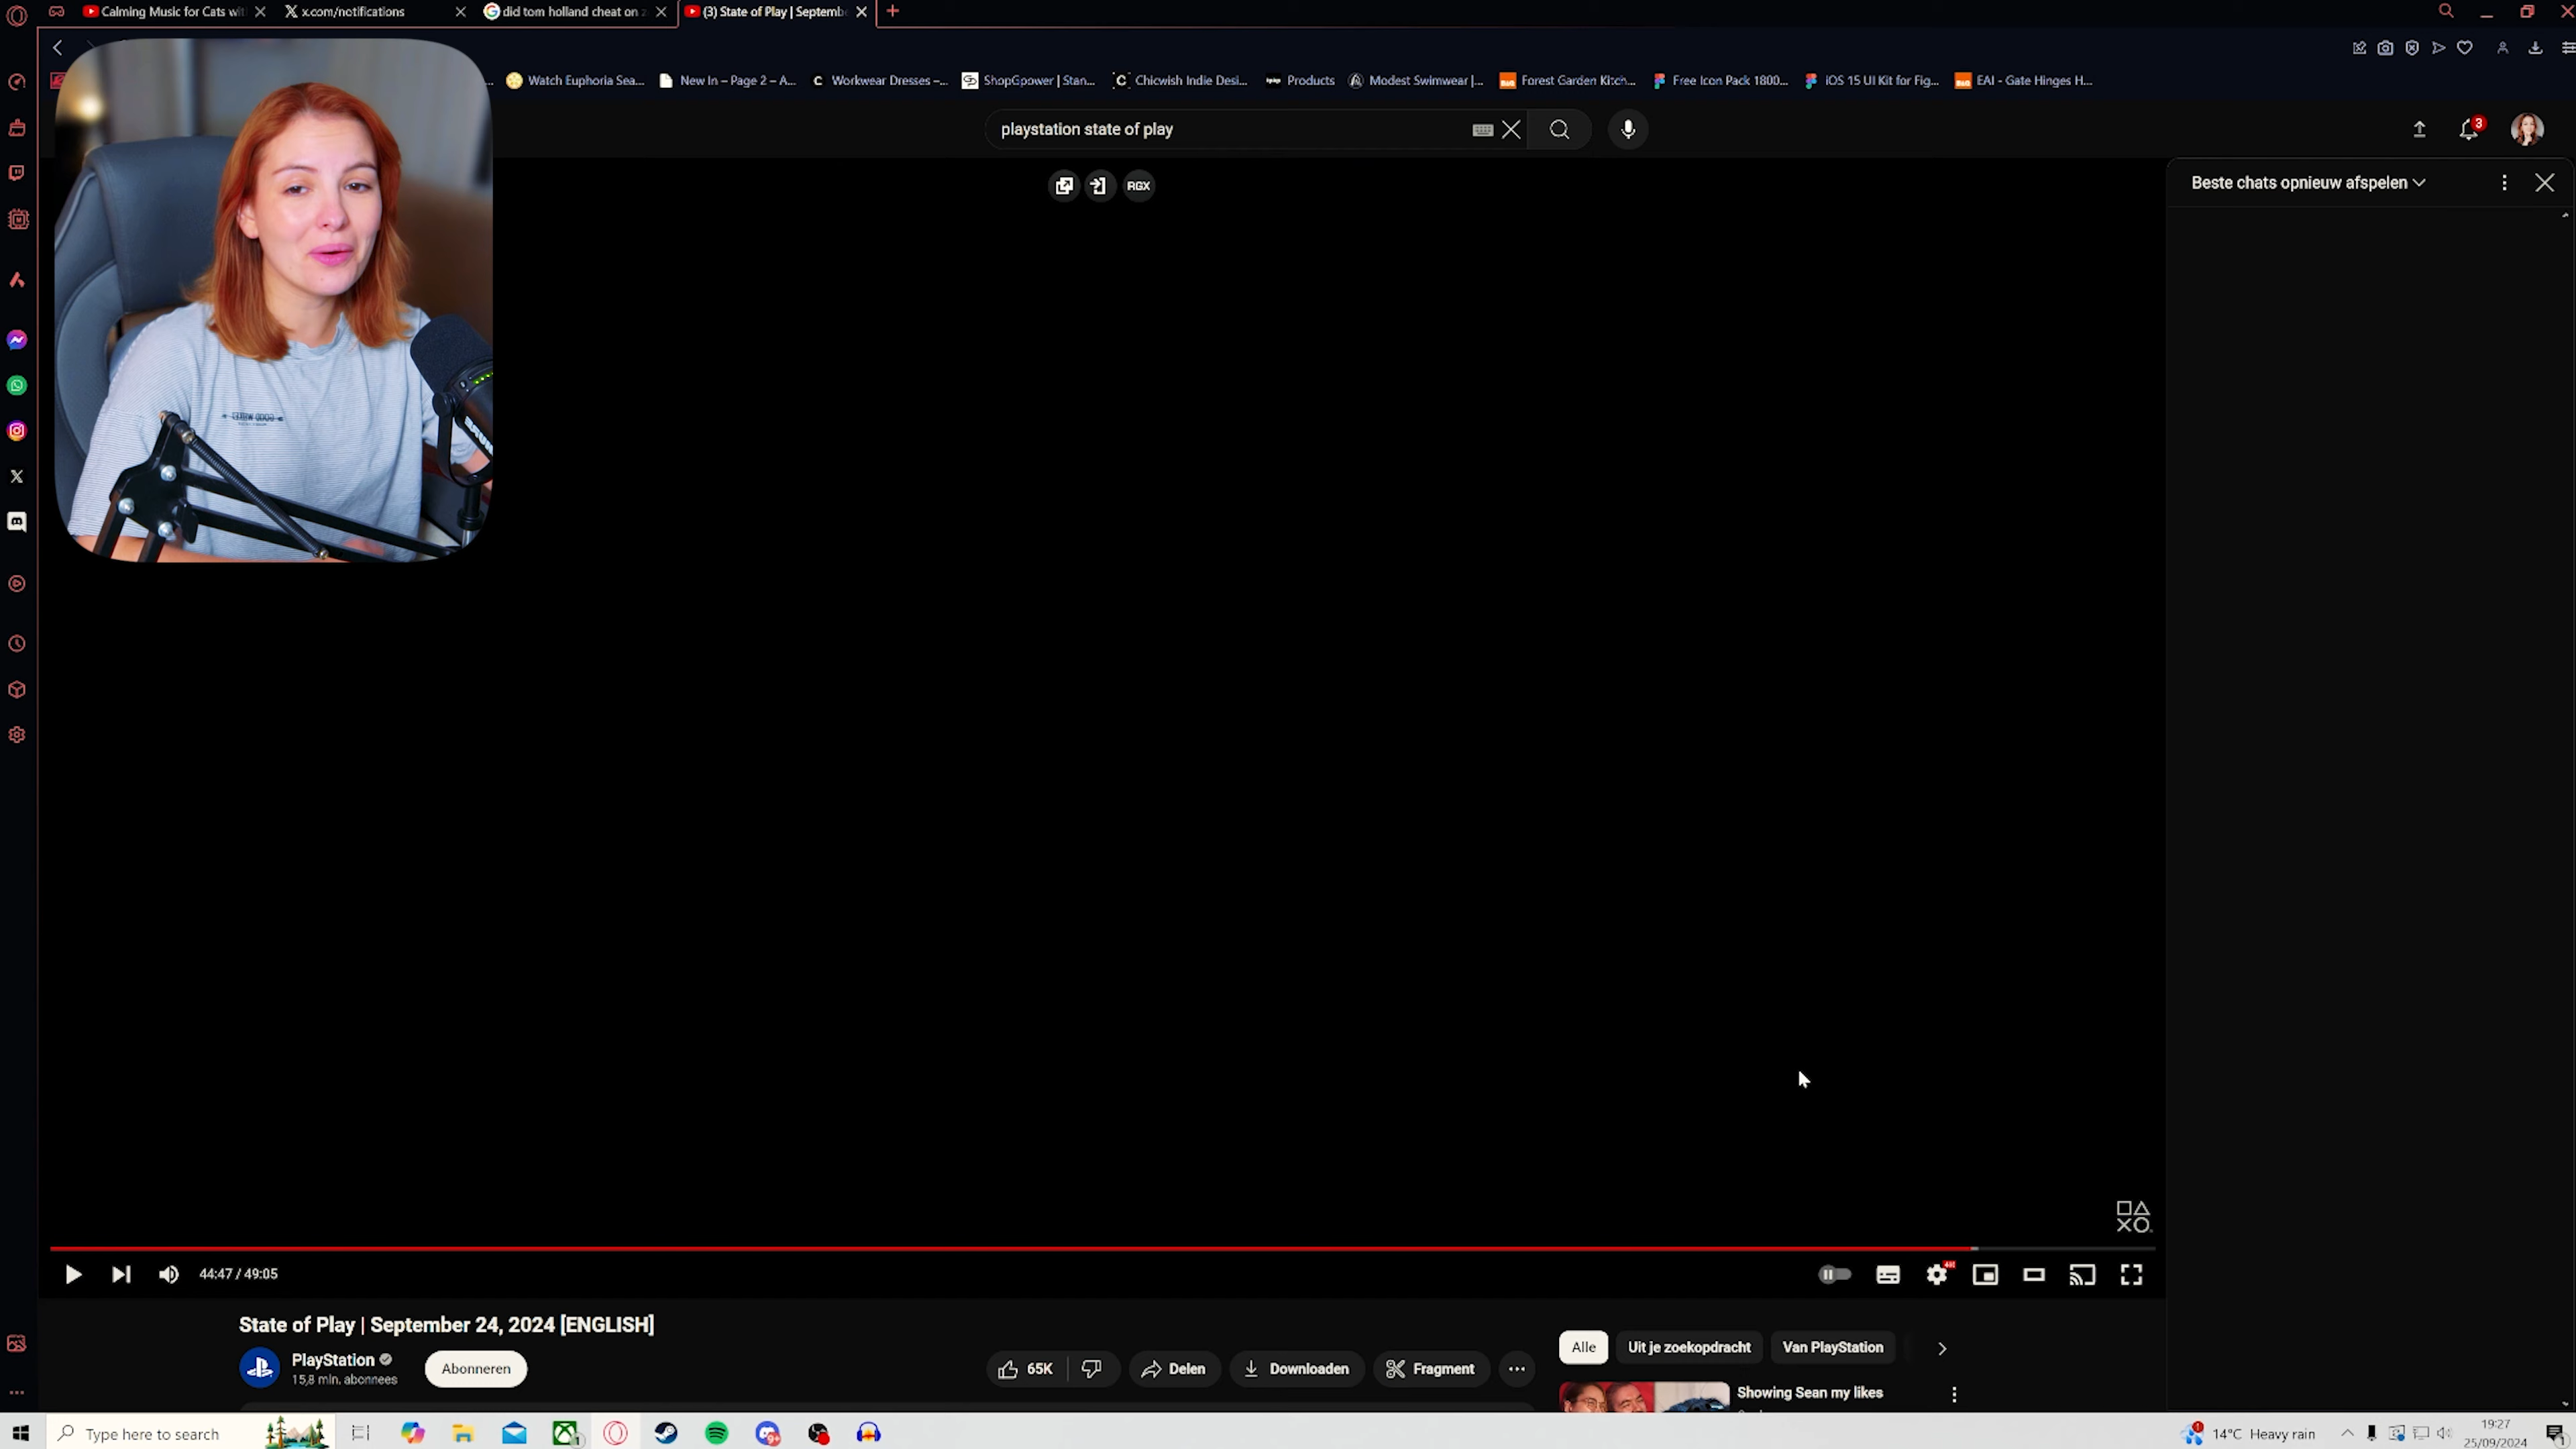 Calming Music for Cats wit
x.com/notifications
did tom holland cheat on z
(3) State of Play | Septemb
... Watch Euphoria Sea...
New In – Page 2 – A...
Workwear Dresses –...
ShopGpower | Stan...
Chicwish Indie Desi...
Products
Modest Swimwear |...
Forest Garden Kitch...
Free Icon Pack 1800...
iOS 15 UI Kit for Fig...
EAI - Gate Hinges H...
playstation state of play
3
RGX
Beste chats opnieuw afspelen
44:47 / 49:05
State of Play | September 24, 2024 [ENGLISH]
PlayStation
15,8 mln. abonnees
Abonneren
65K
Delen
Downloaden
Fragment
Alle
Uit je zoekopdracht
Van PlayStation
Showing Sean my likes
Type here to search
14°C Heavy rain
19:27
25/09/2024